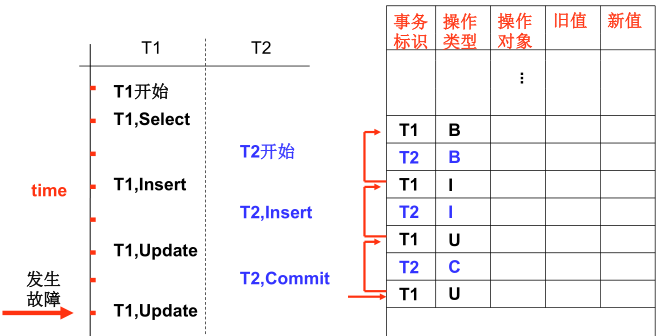 T1 T2
T1开始
T1,Select
T2开始
time
T1,Insert
T2,Insert
T1,Update
发生
故障
T2,Commit
T1,Update
事务 操作 操作 旧值 新值
标识 类型 对象
⋮
T1 B
T2 B
T1 I
T2 I
T1 U
T2 C
T1 U